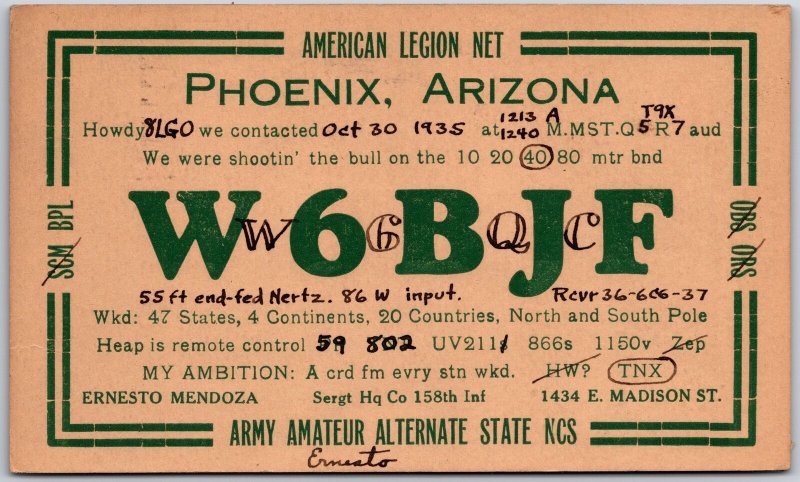 AMERICAN LEGION NET
PHOENIX, ARIZONA
Howdy 8LGO we contacted Oct 30 1935 at 1213 1240 A M.MST.Q5 R7 T9X aud
We were shootin' the bull on the 10 20 40 80 mtr bnd
SCM BPL
W6BJF
W6QJC
OBS ORS
55 ft end-fed Hertz. 86 W input. Rcvr 36-6C6-37
Wkd: 47 States, 4 Continents, 20 Countries, North and South Pole
Heap is remote control 59 802 UV211 866s 1150v Zep
MY AMBITION: A crd fm evry stn wkd. HW? TNX
ERNESTO MENDOZA Sergt Hq Co 158th Inf 1434 E. MADISON ST.
ARMY AMATEUR ALTERNATE STATE NCS
Ernesto